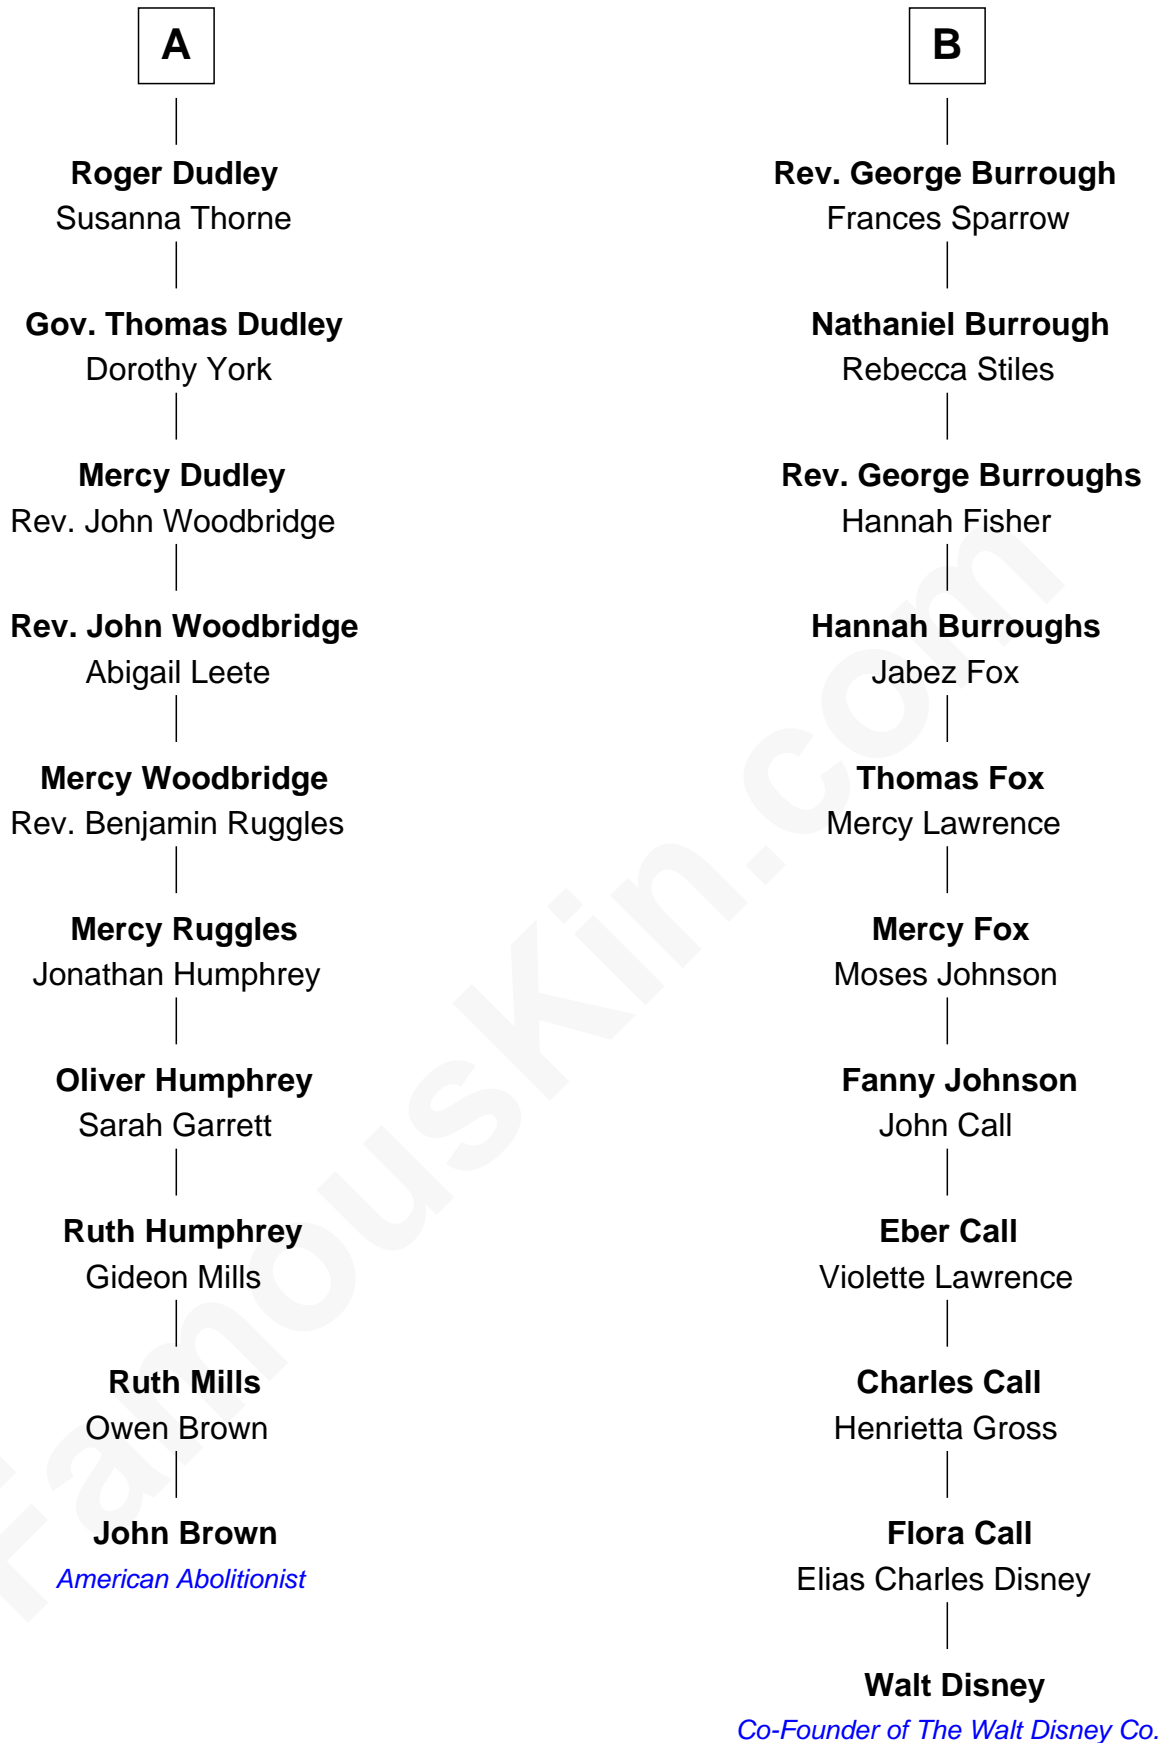 A
Roger Dudley
Susanna Thorne
Gov. Thomas Dudley
Dorothy York
Mercy Dudley
Rev. John Woodbridge
Rev. John Woodbridge
Abigail Leete
Mercy Woodbridge
Rev. Benjamin Ruggles
Mercy Ruggles
Jonathan Humphrey
Oliver Humphrey
Sarah Garrett
Ruth Humphrey
Gideon Mills
Ruth Mills
Owen Brown
John Brown
American Abolitionist
B
Rev. George Burrough
Frances Sparrow
Nathaniel Burrough
Rebecca Stiles
Rev. George Burroughs
Hannah Fisher
Hannah Burroughs
Jabez Fox
Thomas Fox
Mercy Lawrence
Mercy Fox
Moses Johnson
Fanny Johnson
John Call
Eber Call
Violette Lawrence
Charles Call
Henrietta Gross
Flora Call
Elias Charles Disney
Walt Disney
Co-Founder of The Walt Disney Co.
FamousKin.com